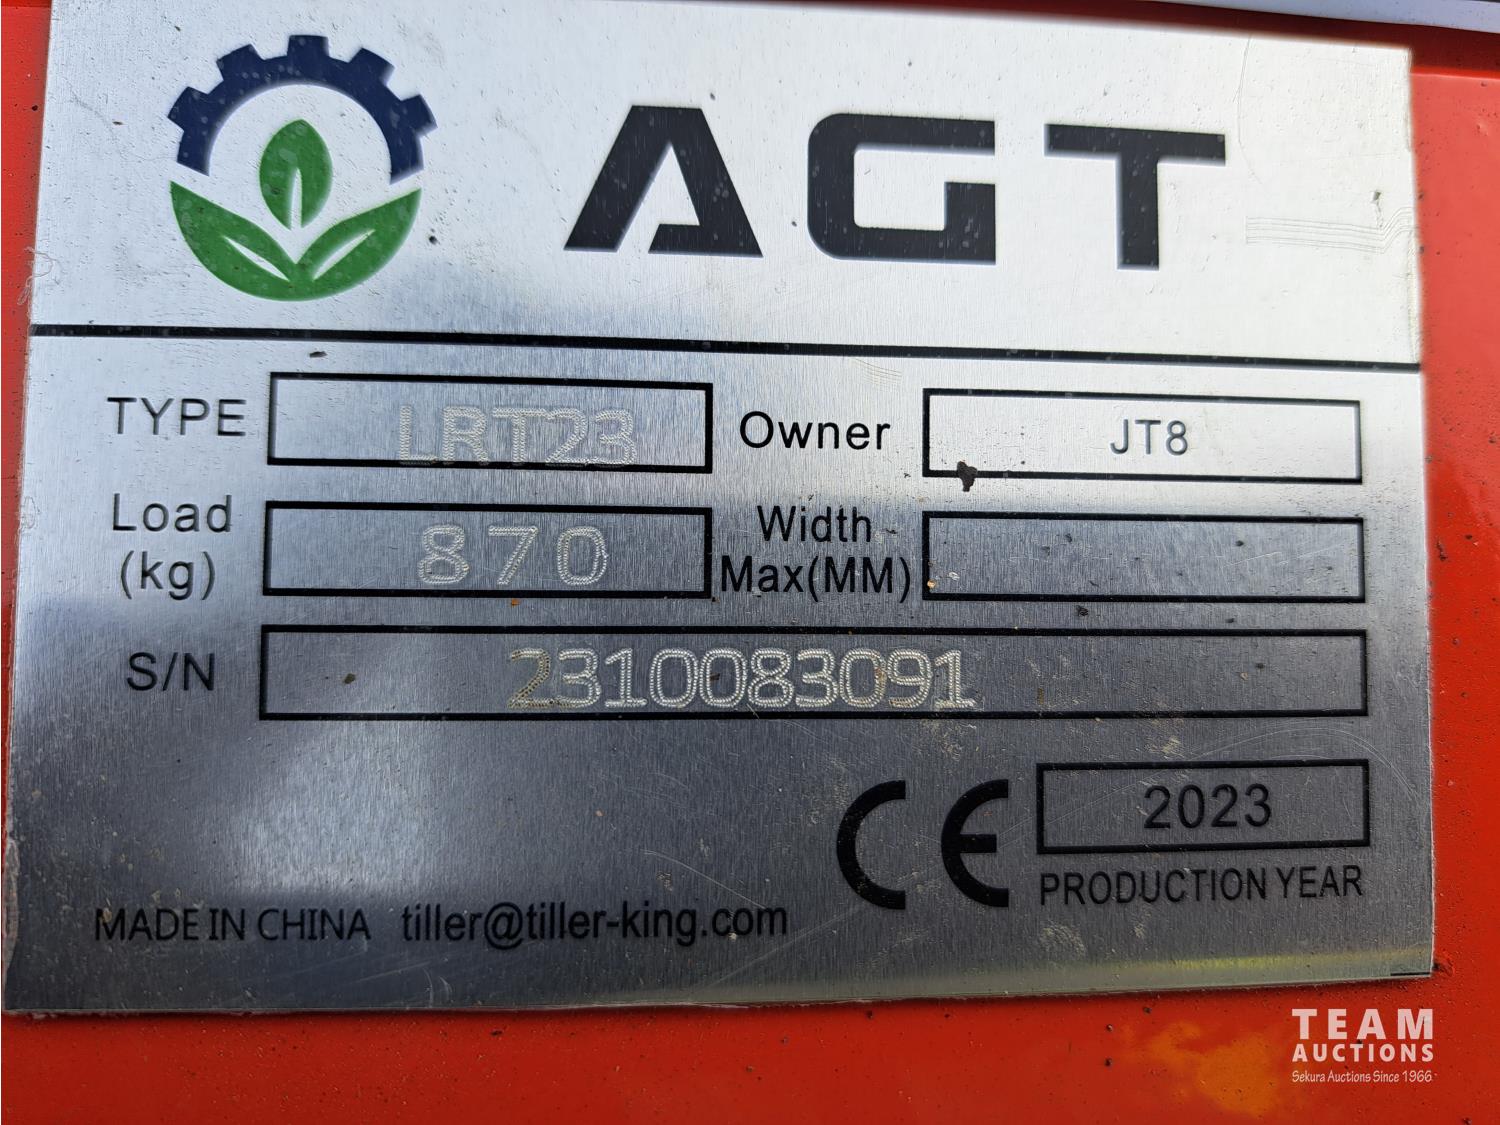 AGT
TYPE LRT23 Owner JT8
Load (kg) 870 Width Max(MM)
S/N 2310083091
CE 2023
PRODUCTION YEAR
MADE IN CHINA tiller@tiller-king.com
TEAM
AUCTIONS
Sekura Auctions Since 1966